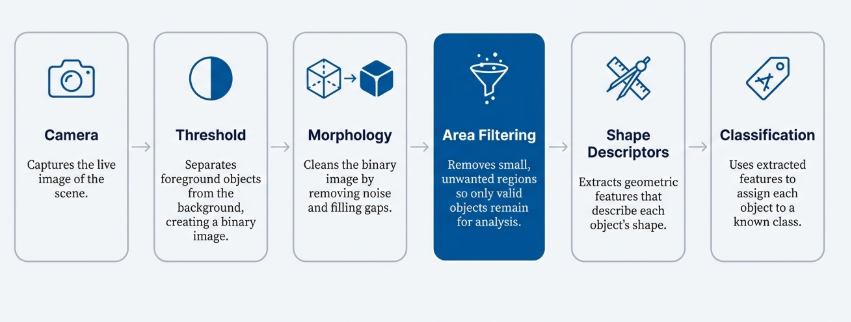 Camera
Captures the live
image of the
scene.
Threshold
Separates
foreground objects
from the
background,
creating a binary
image.
Morphology
Cleans the binary
image by
removing noise
and filling gaps.
Area Filtering
Removes small,
unwanted regions
so only valid
objects remain
for analysis.
Shape
Descriptors
Extracts geometric
features that
describe each
object's shape.
Classification
Uses extracted
features to
assign each
object to a
known class.